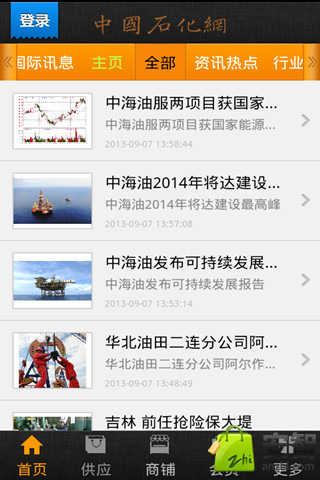 登录
中國石化網
国际讯息 主页 全部 资讯热点 行业
中海油服两项目获国家...
中海油服两项目获国家能源...
2013-09-07 13:58:44
中海油2014年将达建设...
中海油2014年将达建设最高峰
2013-09-07 13:57:08
中海油发布可持续发展...
中海油发布可持续发展报告
2013-09-07 13:53:14
华北油田二连分公司阿...
华北油田二连分公司阿尔作...
2013-09-07 13:48:49
吉林 前任抢险保大堤
首页 供应 商铺 会员 更多
zhi
安智